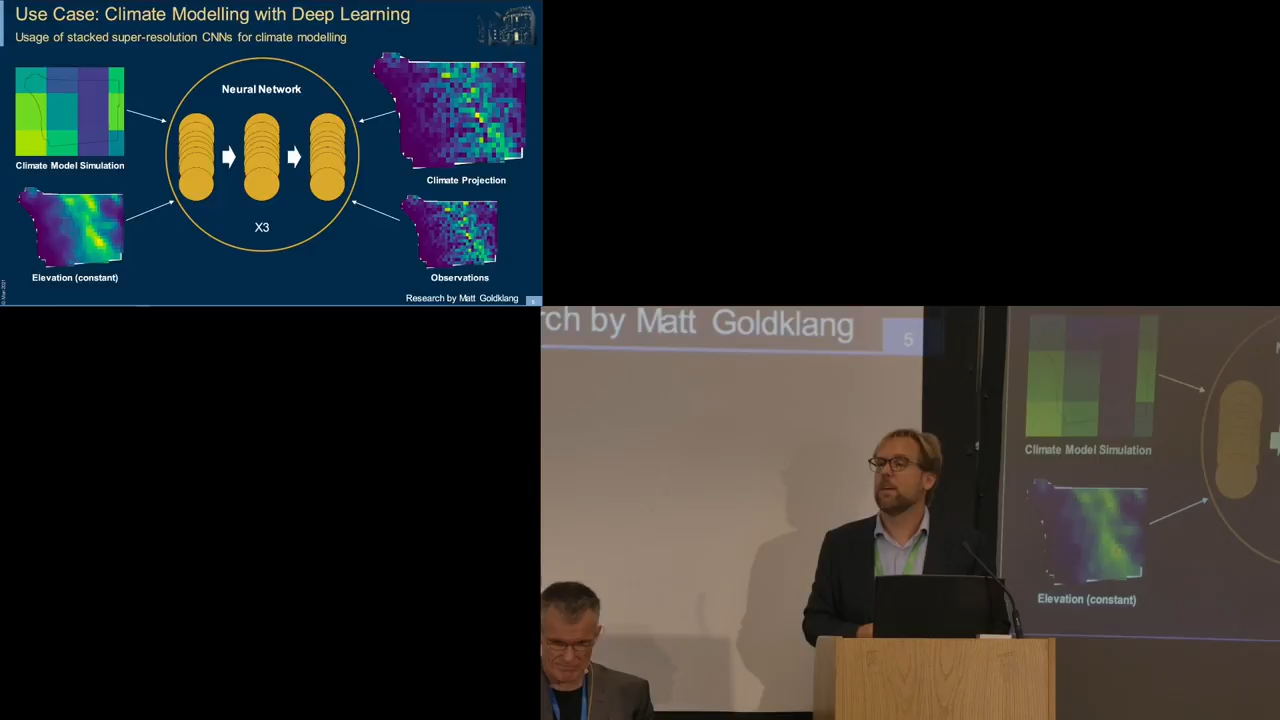 Use Case: Climate Modelling with Deep Learning
Usage of stacked super-resolution CNNs for climate modelling
Neural Network
Climate Model Simulation
Climate Projection
X3
Elevation (constant)
Observations
Research by Matt Goldklang
5
rch by Matt Goldklang
5
Climate Model Simulation
Elevation (constant)